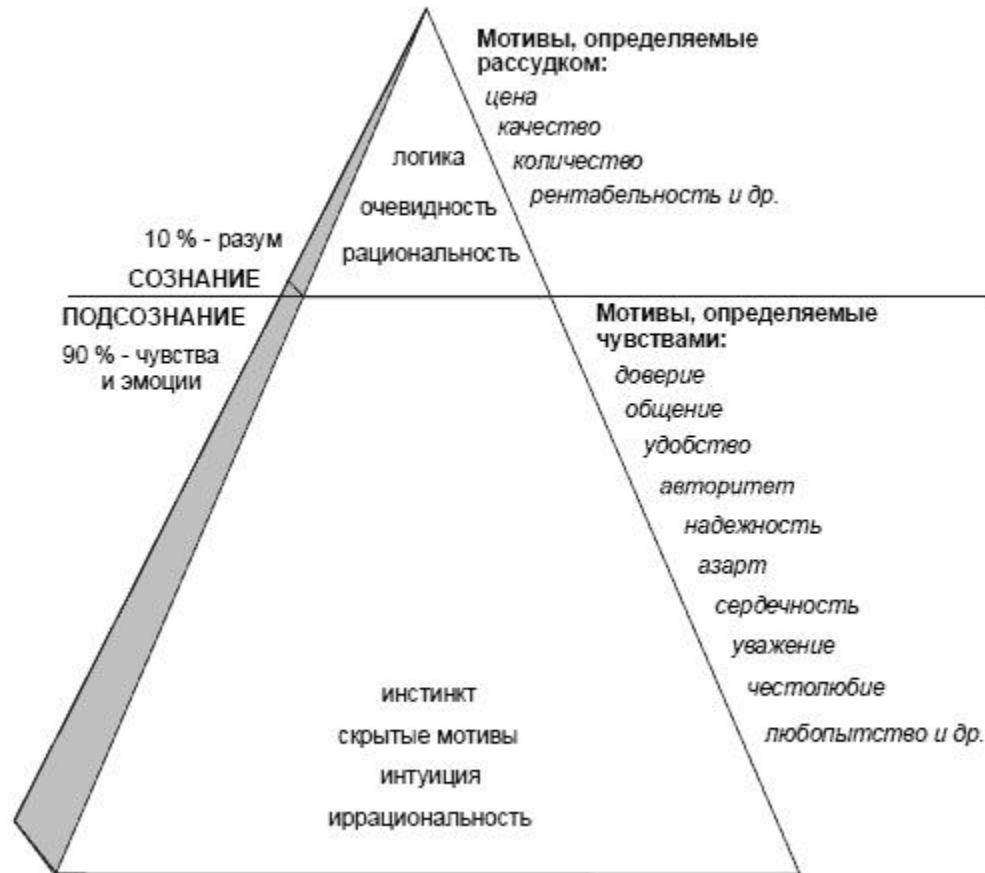 Мотивы, определяемые
рассудком:
цена
качество
количество
рентабельность и др.
логика
очевидность
рациональность
10 % - разум
СОЗНАНИЕ
ПОДСОЗНАНИЕ
90 % - чувства
и эмоции
Мотивы, определяемые
чувствами:
доверие
общение
удобство
авторитет
надежность
азарт
сердечность
уважение
честолюбие
любопытство и др.
инстинкт
скрытые мотивы
интуиция
иррациональность